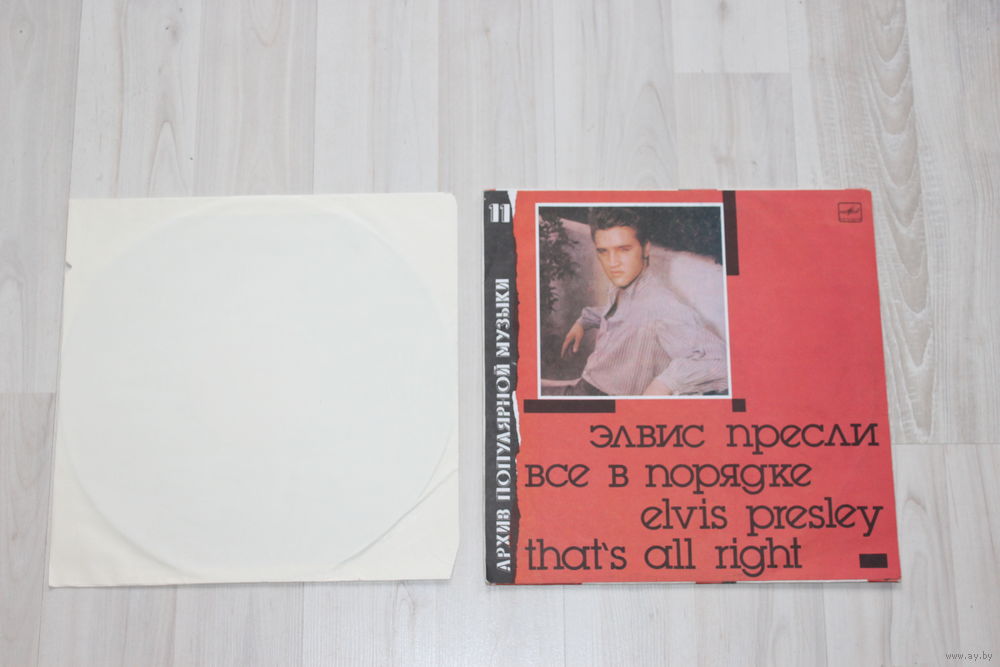 11
АРХИВ ПОПУЛЯРНОЙ МУЗЫКИ
элвис пресли
все в порядке
elvis presley
that's all right
www.ay.by